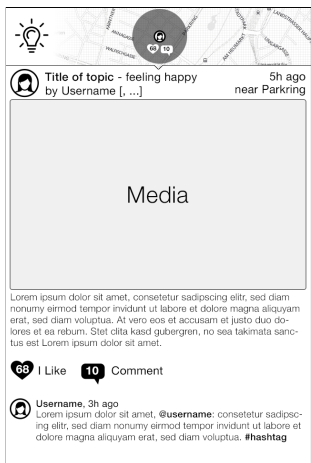 LANDSTRASSER HAUP
AM HEUMARKT
UNGARGASSE
68 10
Title of topic - feeling happy
by Username [, ...]
5h ago
near Parkring
Media
Lorem ipsum dolor sit amet, consetetur sadipscing elitr, sed diam
nonumy eirmod tempor invidunt ut labore et dolore magna aliquyam
erat, sed diam voluptua. At vero eos et accusam et justo duo do-
lores et ea rebum. Stet clita kasd gubergren, no sea takimata sanc-
tus est Lorem ipsum dolor sit amet.
68 I Like 10 Comment
Username, 3h ago
Lorem ipsum dolor sit amet, @username: consetetur sadipsc-
ing elitr, sed diam nonumy eirmod tempor invidunt ut labore et
dolore magna aliquyam erat, sed diam voluptua. #hashtag